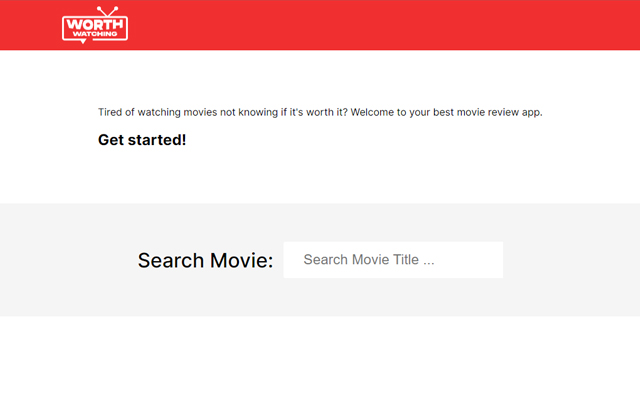 WORTH
WATCHING
Tired of watching movies not knowing if it's worth it? Welcome to your best movie review app.
Get started!
Search Movie: Search Movie Title ...